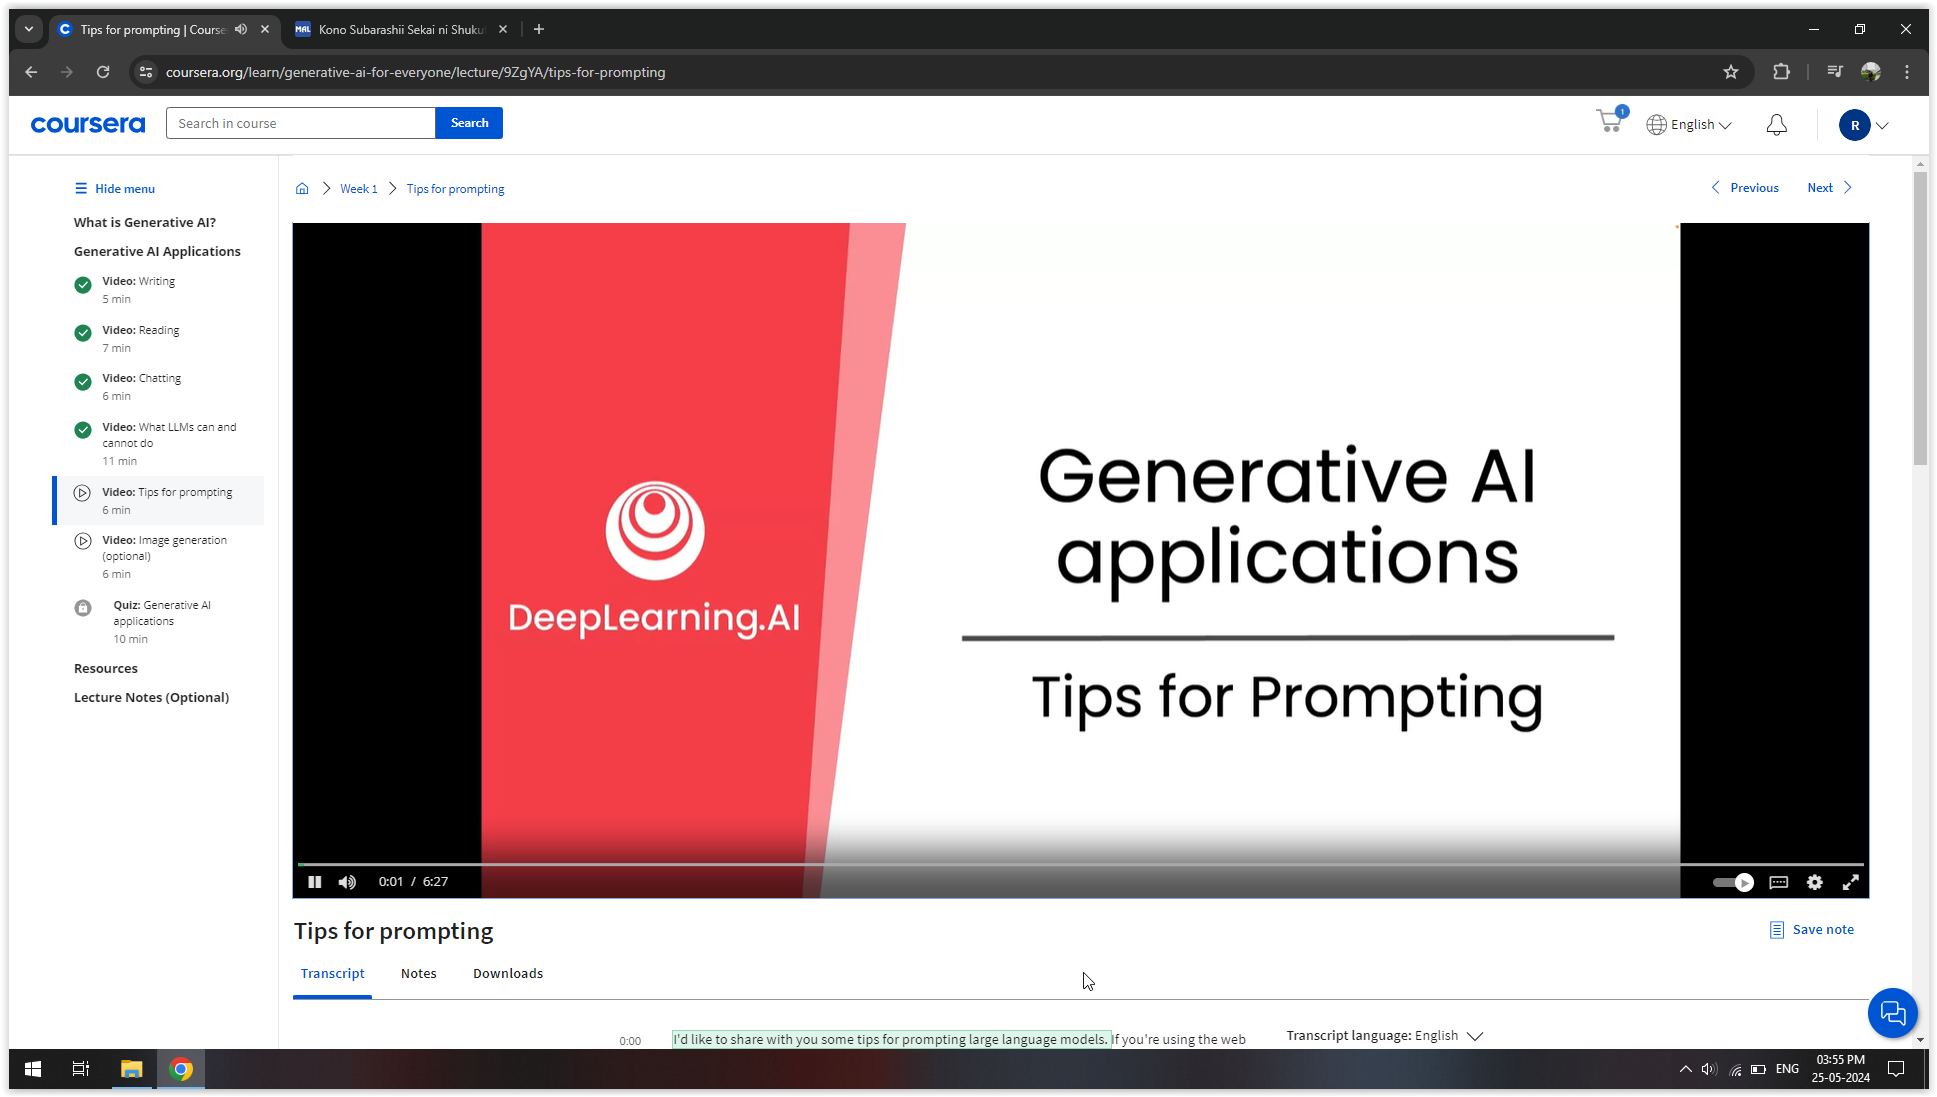 Tips for prompting | Course
Kono Subarashii Sekai ni Shuku
coursera.org/learn/generative-ai-for-everyone/lecture/9ZgYA/tips-for-prompting
coursera
Search in course
Search
1
English
R
Hide menu
What is Generative AI?
Generative AI Applications
Video: Writing
5 min
Video: Reading
7 min
Video: Chatting
6 min
Video: What LLMs can and
cannot do
11 min
Video: Tips for prompting
6 min
Video: Image generation
(optional)
6 min
Quiz: Generative AI
applications
10 min
Resources
Lecture Notes (Optional)
Week 1
Tips for prompting
Previous
Next
DeepLearning.AI
Generative AI
applications
Tips for Prompting
0:01 / 6:27
Tips for prompting
Save note
Transcript
Notes
Downloads
0:00
I'd like to share with you some tips for prompting large language models. If you're using the web
Transcript language: English
ENG
03:55 PM
25-05-2024